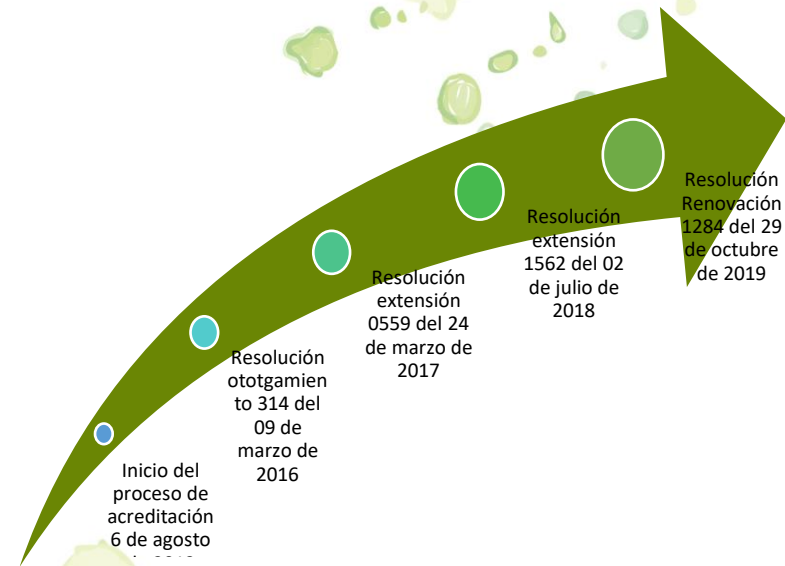 Inicio del
proceso de
acreditación
6 de agosto
Resolución
ototgamien
to 314 del
09 de
marzo de
2016
Resolución
extensión
0559 del 24
de marzo de
2017
Resolución
extensión
1562 del 02
de julio de
2018
Resolución
Renovación
1284 del 29
de octubre
de 2019